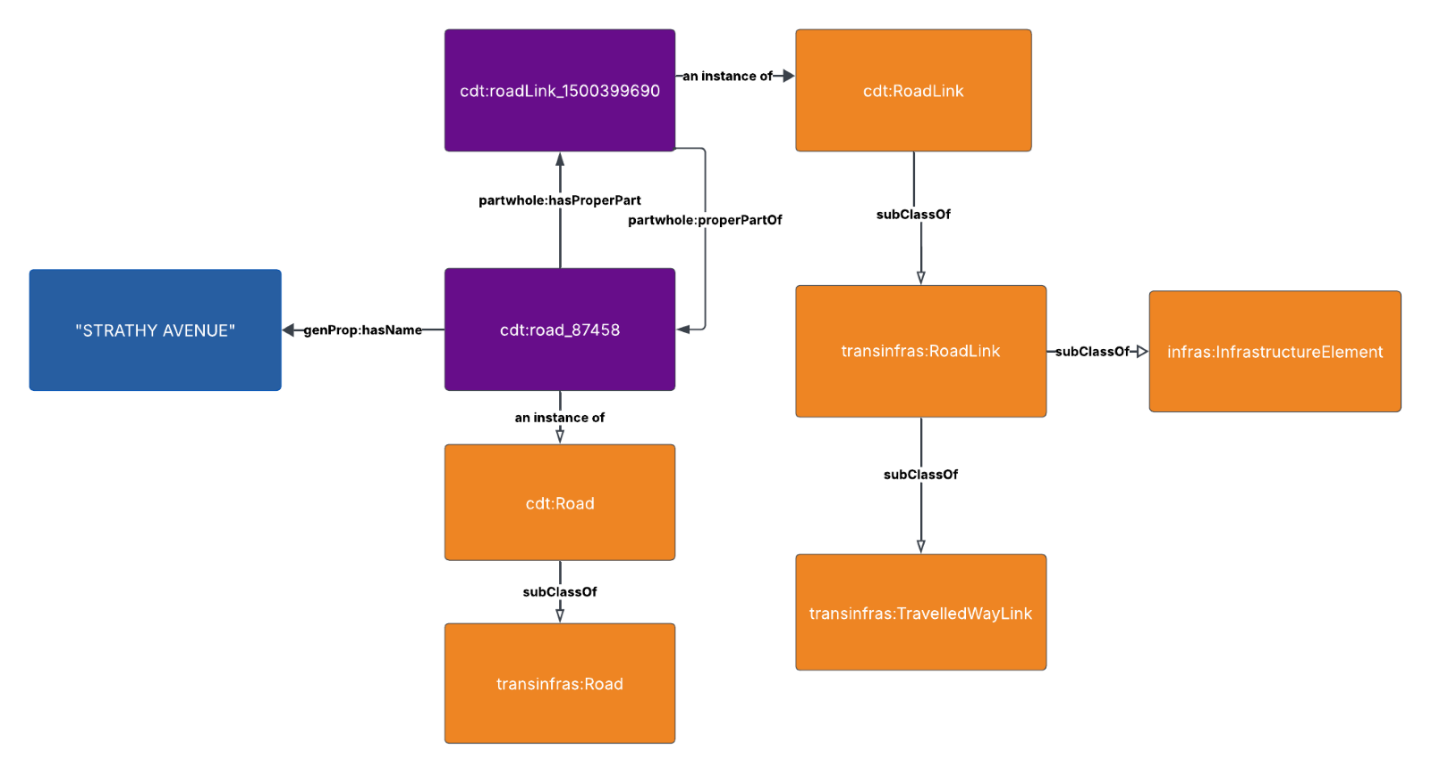 cdt:roadLink_1500399690
an instance of
cdt:RoadLink
partwhole:hasProperPart
partwhole:properPartOf
subClassOf
"STRATHY AVENUE"
genProp:hasName
cdt:road_87458
transinfras:RoadLink
subClassOf
infras:InfrastructureElement
an instance of
subClassOf
cdt:Road
subClassOf
transinfras:TravelledWayLink
transinfras:Road